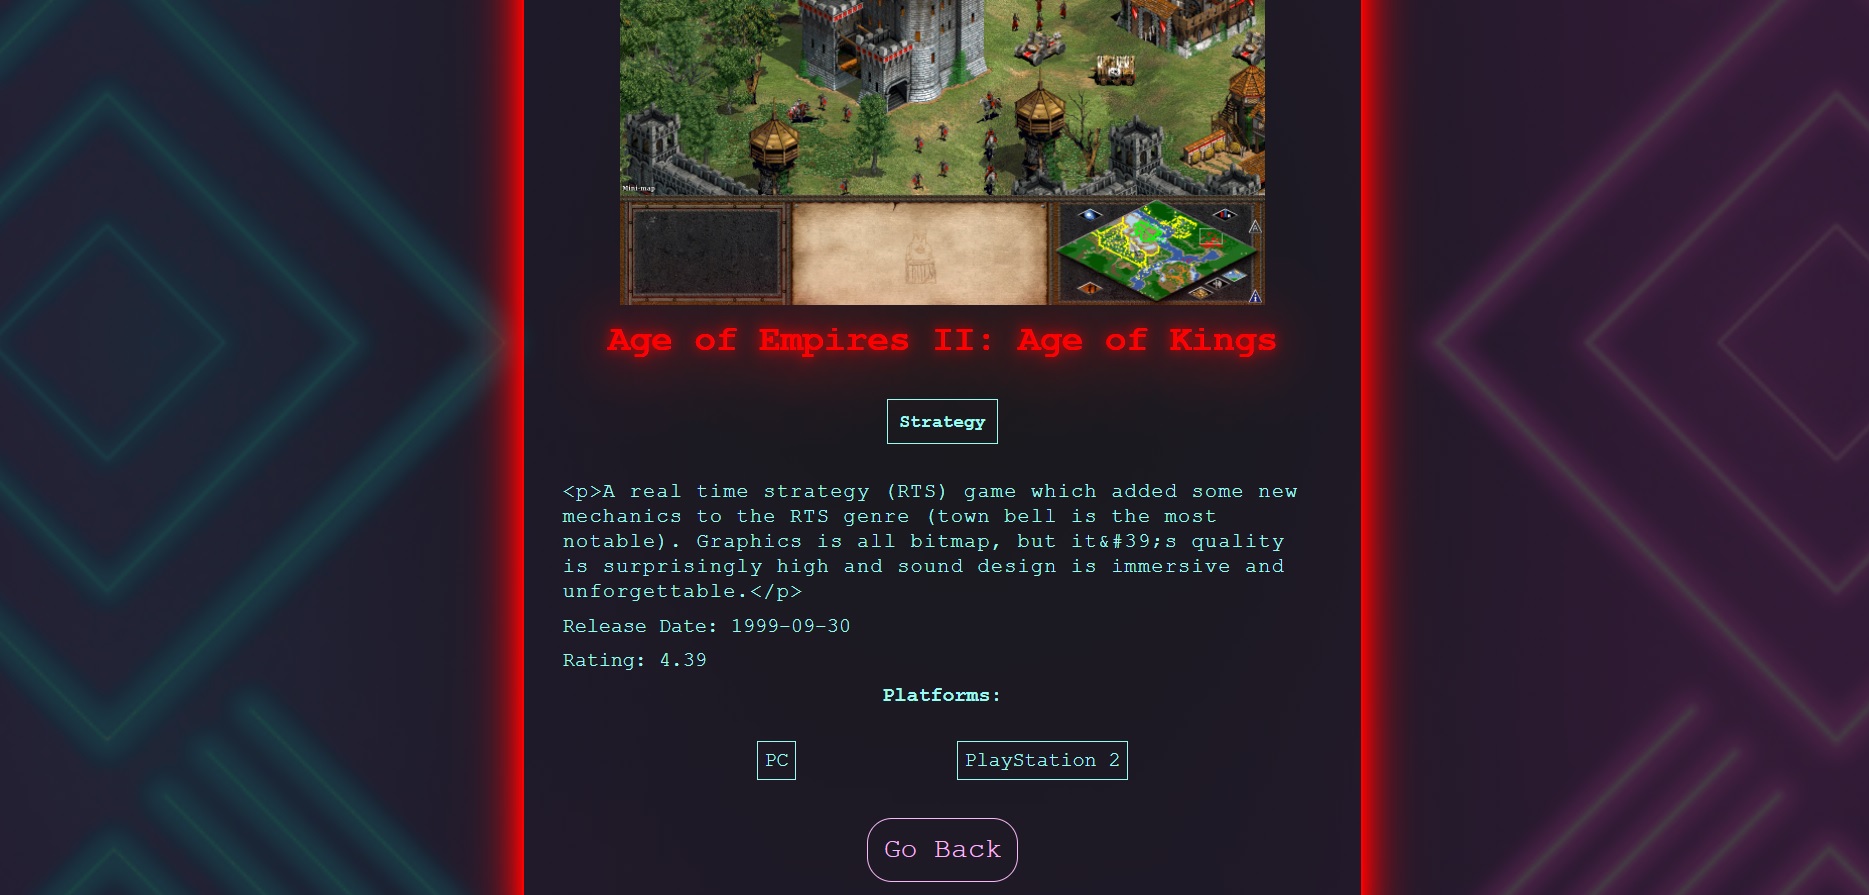 Mini-map
Age of Empires II: Age of Kings
Strategy
<p>A real time strategy (RTS) game which added some new
mechanics to the RTS genre (town bell is the most
notable). Graphics is all bitmap, but it&#39;s quality
is surprisingly high and sound design is immersive and
unforgettable.</p>
Release Date: 1999-09-30
Rating: 4.39
Platforms:
PC
PlayStation 2
Go Back